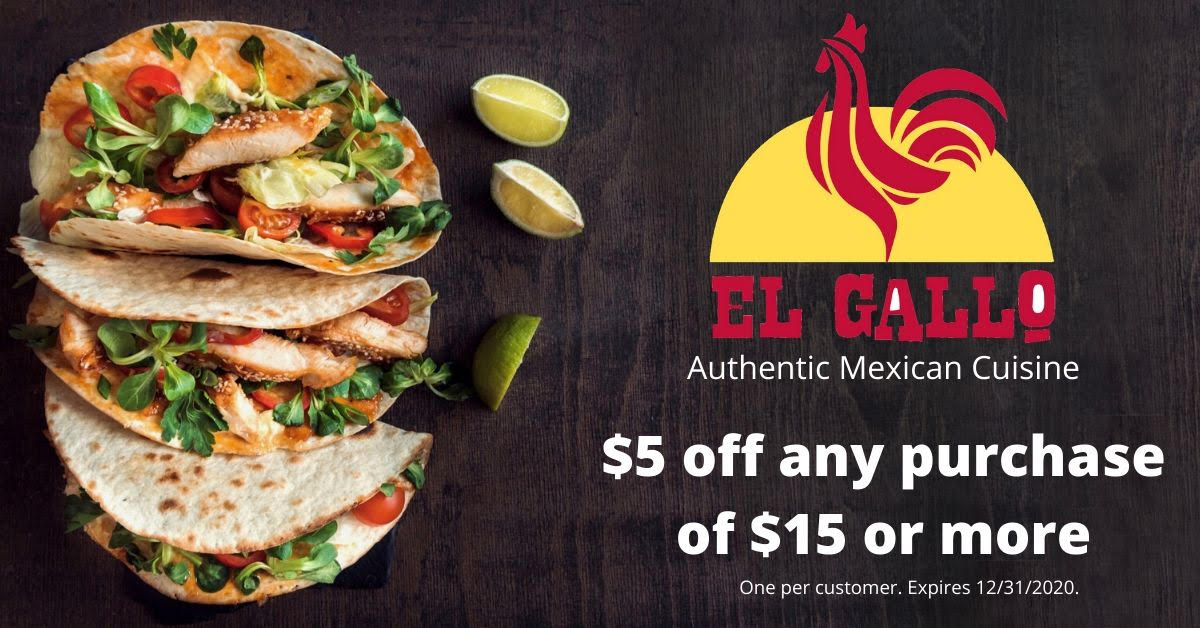 EL GALLO
Authentic Mexican Cuisine
$5 off any purchase
of $15 or more
One per customer. Expires 12/31/2020.